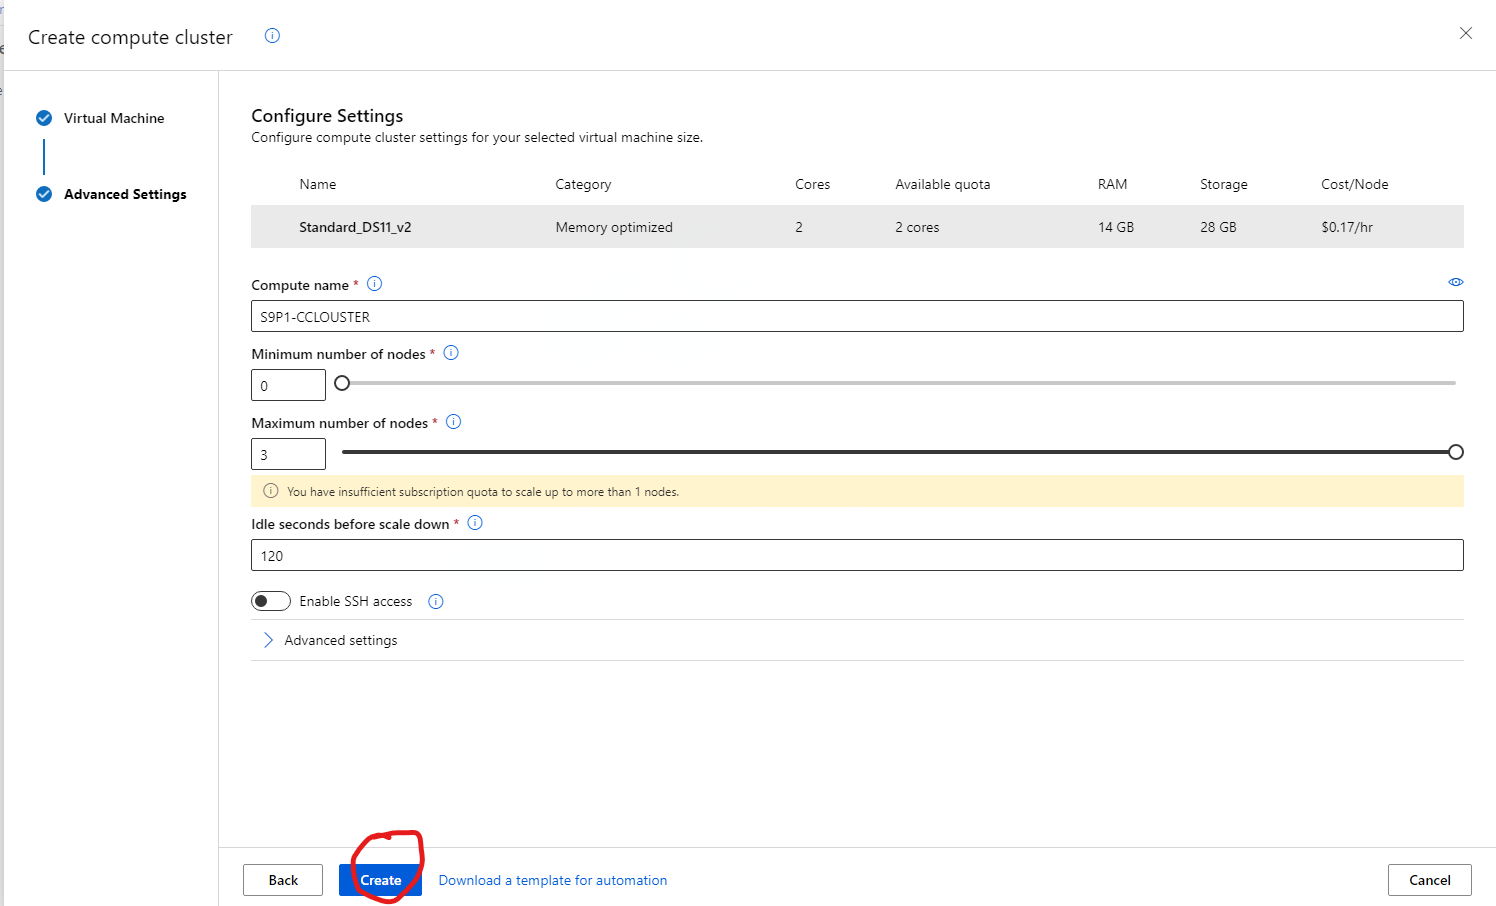 Create compute cluster
Virtual Machine
Advanced Settings
Configure Settings
Configure compute cluster settings for your selected virtual machine size.
Name Category Cores Available quota RAM Storage Cost/Node
Standard_DS11_v2 Memory optimized 2 2 cores 14 GB 28 GB $0.17/hr
Compute name *
S9P1-CCLOUSTER
Minimum number of nodes *
0
Maximum number of nodes *
3
You have insufficient subscription quota to scale up to more than 1 nodes.
Idle seconds before scale down *
120
Enable SSH access
Advanced settings
Back Create Download a template for automation Cancel